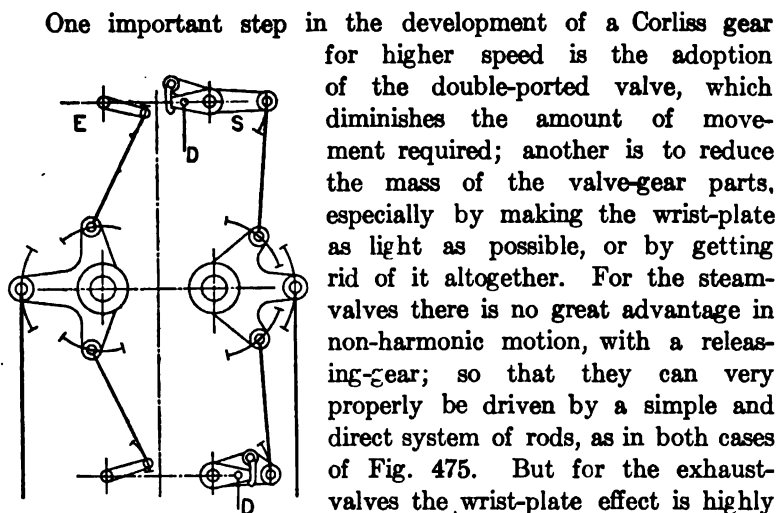 One important step in the development of a Corliss gear
for higher speed is the adoption
of the double-ported valve, which
diminishes the amount of move-
ment required; another is to reduce
the mass of the valve-gear parts,
especially by making the wrist-plate
as light as possible, or by getting
rid of it altogether. For the steam-
valves there is no great advantage in
non-harmonic motion, with a releas-
ing-gear; so that they can very
properly be driven by a simple and
direct system of rods, as in both cases
of Fig. 475. But for the exhaust-
valves the wrist-plate effect is highly
E
S
D
D